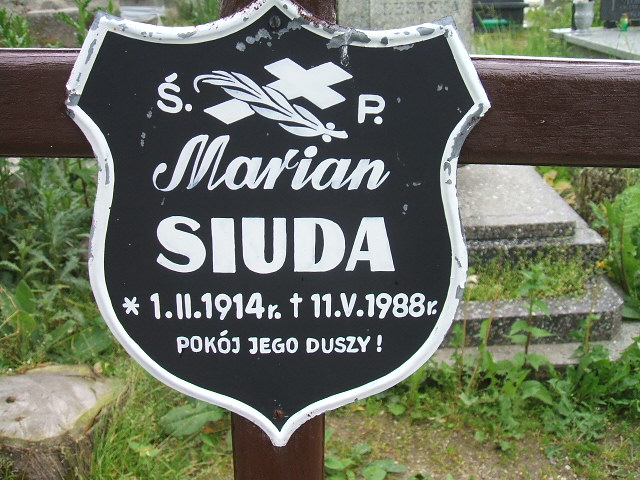 Ś. P.
Marian
SIUDA
* 1.II.1914r. † 11.V.1988r.
POKÓJ JEGO DUSZY!